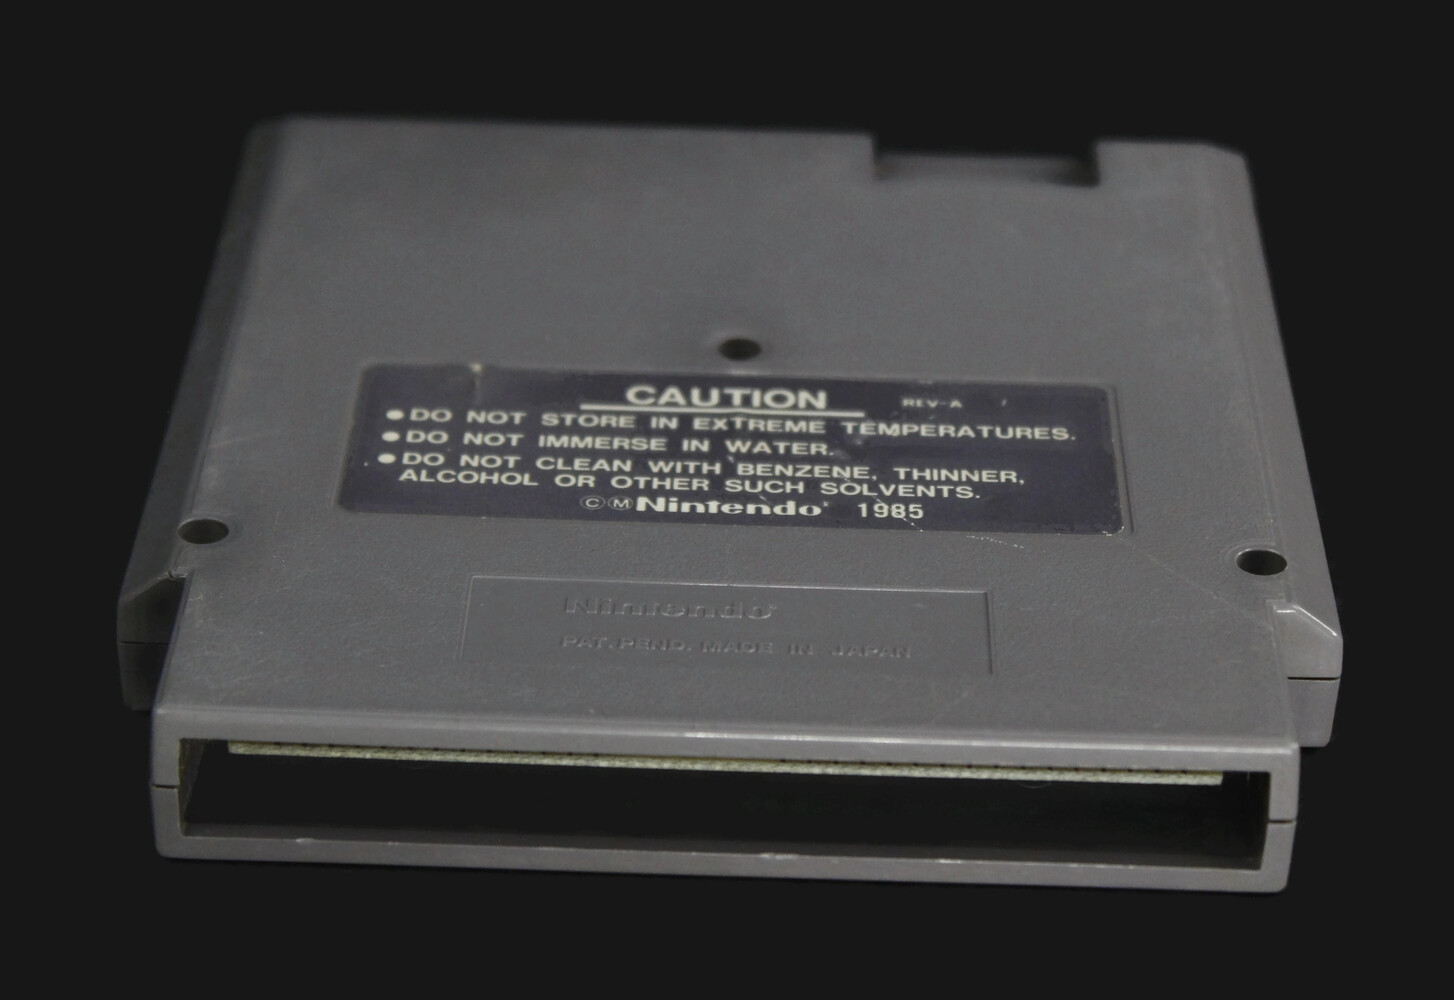 CAUTION REV-A
●DO NOT STORE IN EXTREME TEMPERATURES.
●DO NOT IMMERSE IN WATER.
●DO NOT CLEAN WITH BENZENE, THINNER,
ALCOHOL OR OTHER SUCH SOLVENTS.
©ⓂNintendo® 1985
Nintendo®
PAT. PEND. MADE IN JAPAN